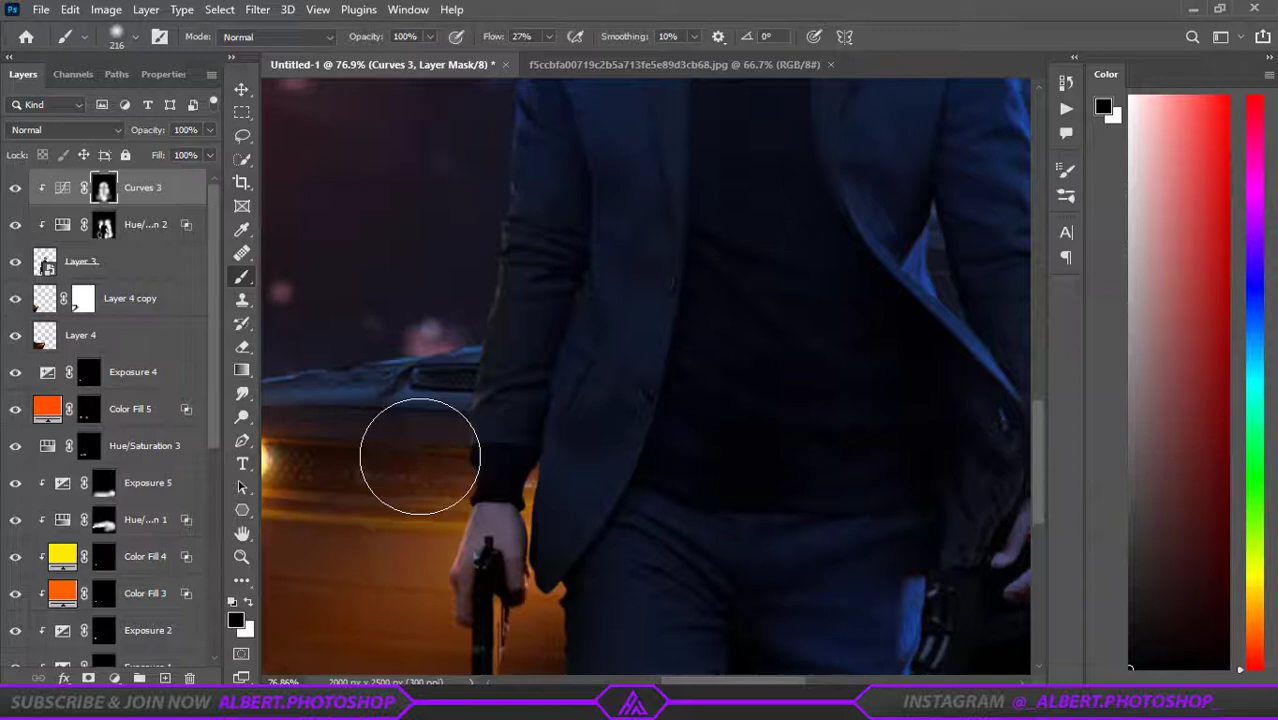 Ps File Edit Image Layer Type Select Filter 3D View Plugins Window Help
216 Mode: Normal Opacity: 100% Flow: 27% Smoothing: 10% 0°
Layers Channels Paths Properties
Untitled-1 @ 76.9% (Curves 3, Layer Mask/8) * × f5ccbfa00719c2b5a713fe5e89d3cb68.jpg @ 66.7% (RGB/8#) ×
Color
Kind
Normal Opacity: 100%
Lock: Fill: 100%
Curves 3
Hue/...n 2
Layer 3
Layer 4 copy
Layer 4
Exposure 4
Color Fill 5
Hue/Saturation 3
Exposure 5
Hue/...n 1
Color Fill 4
Color Fill 3
Exposure 2
76.86% 2000 px x 2500 px (300 ppi)
SUBSCRIBE & JOIN NOW ALBERT.PHOTOSHOP INSTAGRAM @_ALBERT.PHOTOSHOP_